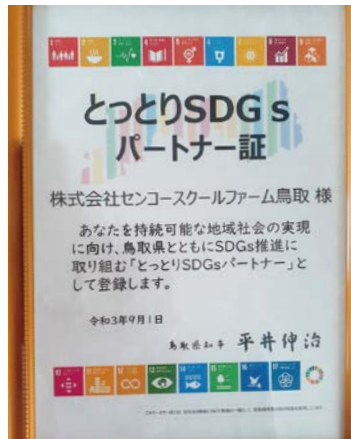 とっとりSDGs
パートナー証
株式会社センコースクールファーム鳥取 様
あなたを持続可能な地域社会の実現
に向け、鳥取県とともにSDGs推進に
取り組む「とっとりSDGsパートナー」と
して登録します。
令和3年9月1日
鳥取県知事 平井伸治